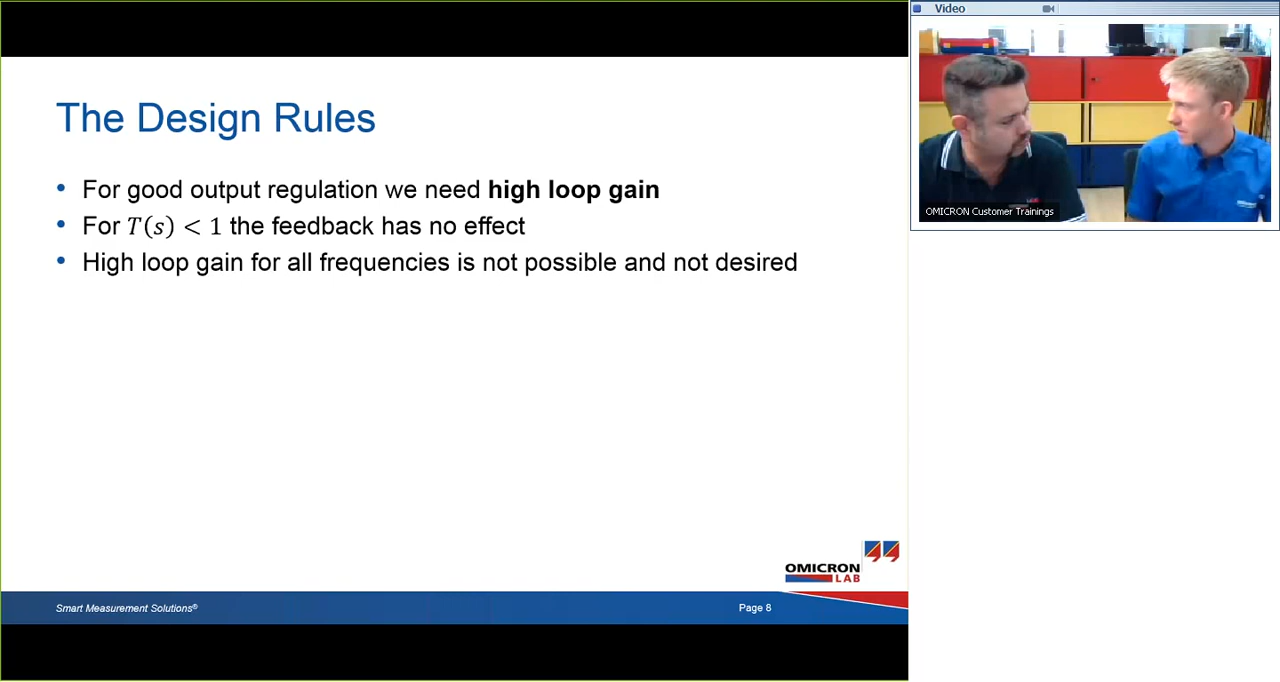 Video
The Design Rules
• For good output regulation we need high loop gain
• For T(s) < 1 the feedback has no effect
• High loop gain for all frequencies is not possible and not desired
OMICRON Customer Trainings
OMICRON
LAB
Smart Measurement Solutions®
Page 8